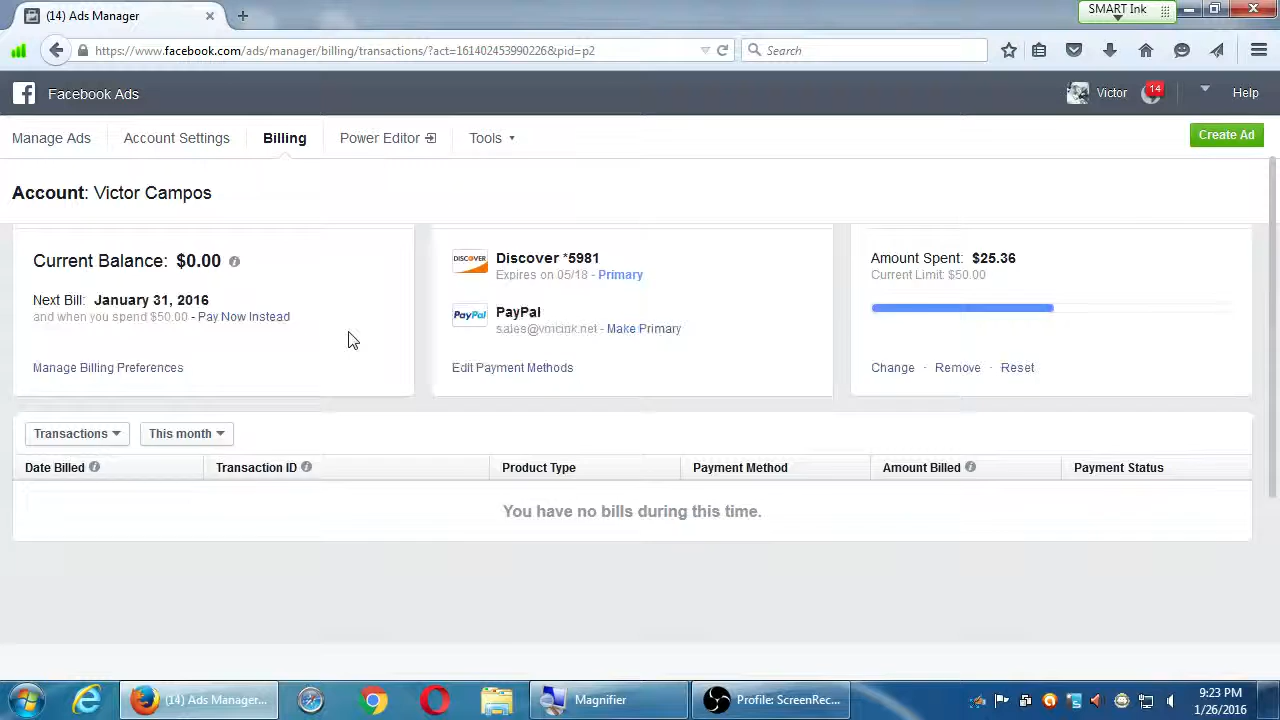 (14) Ads Manager
SMART Ink
https://www.facebook.com/ads/manager/billing/transactions/?act=1614024539902268&pid=p2
Search
Facebook Ads
Victor
14
Help
Manage Ads
Account Settings
Billing
Power Editor
Tools
Create Ad
Account: Victor Campos
Current Balance: $0.00
Next Bill: January 31, 2016
and when you spend $50.00 - Pay Now Instead
Manage Billing Preferences
DISCOVER
Discover *5981
Expires on 05/18 - Primary
PayPal
PayPal
sales@vmcink.net - Make Primary
Edit Payment Methods
Amount Spent: $25.36
Current Limit: $50.00
Change · Remove · Reset
Transactions
This month
Date Billed
Transaction ID
Product Type
Payment Method
Amount Billed
Payment Status
You have no bills during this time.
(14) Ads Manager...
Magnifier
Profile: ScreenRec...
9:23 PM
1/26/2016